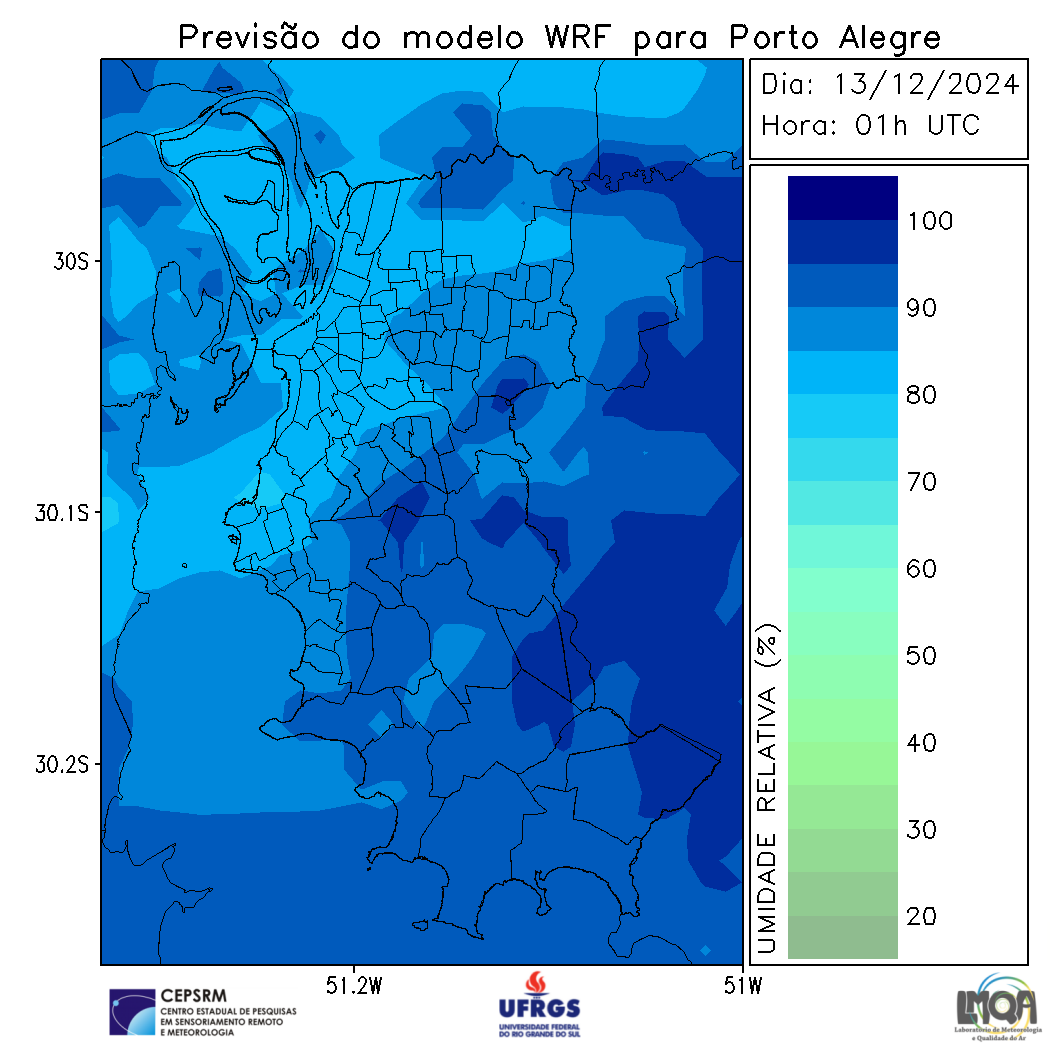 Previsão do modelo WRF para Porto Alegre
Dia: 13/12/2024
Hora: 01h UTC
30S
30.1S
30.2S
51.2W
51W
UMIDADE RELATIVA (%)
100
90
80
70
60
50
40
30
20
CEPSRM
CENTRO ESTADUAL DE PESQUISAS
EM SENSORIAMENTO REMOTO
E METEOROLOGIA
UFRGS
UNIVERSIDADE FEDERAL
DO RIO GRANDE DO SUL
LMQA
Laboratório de Meteorologia
e Qualidade do Ar